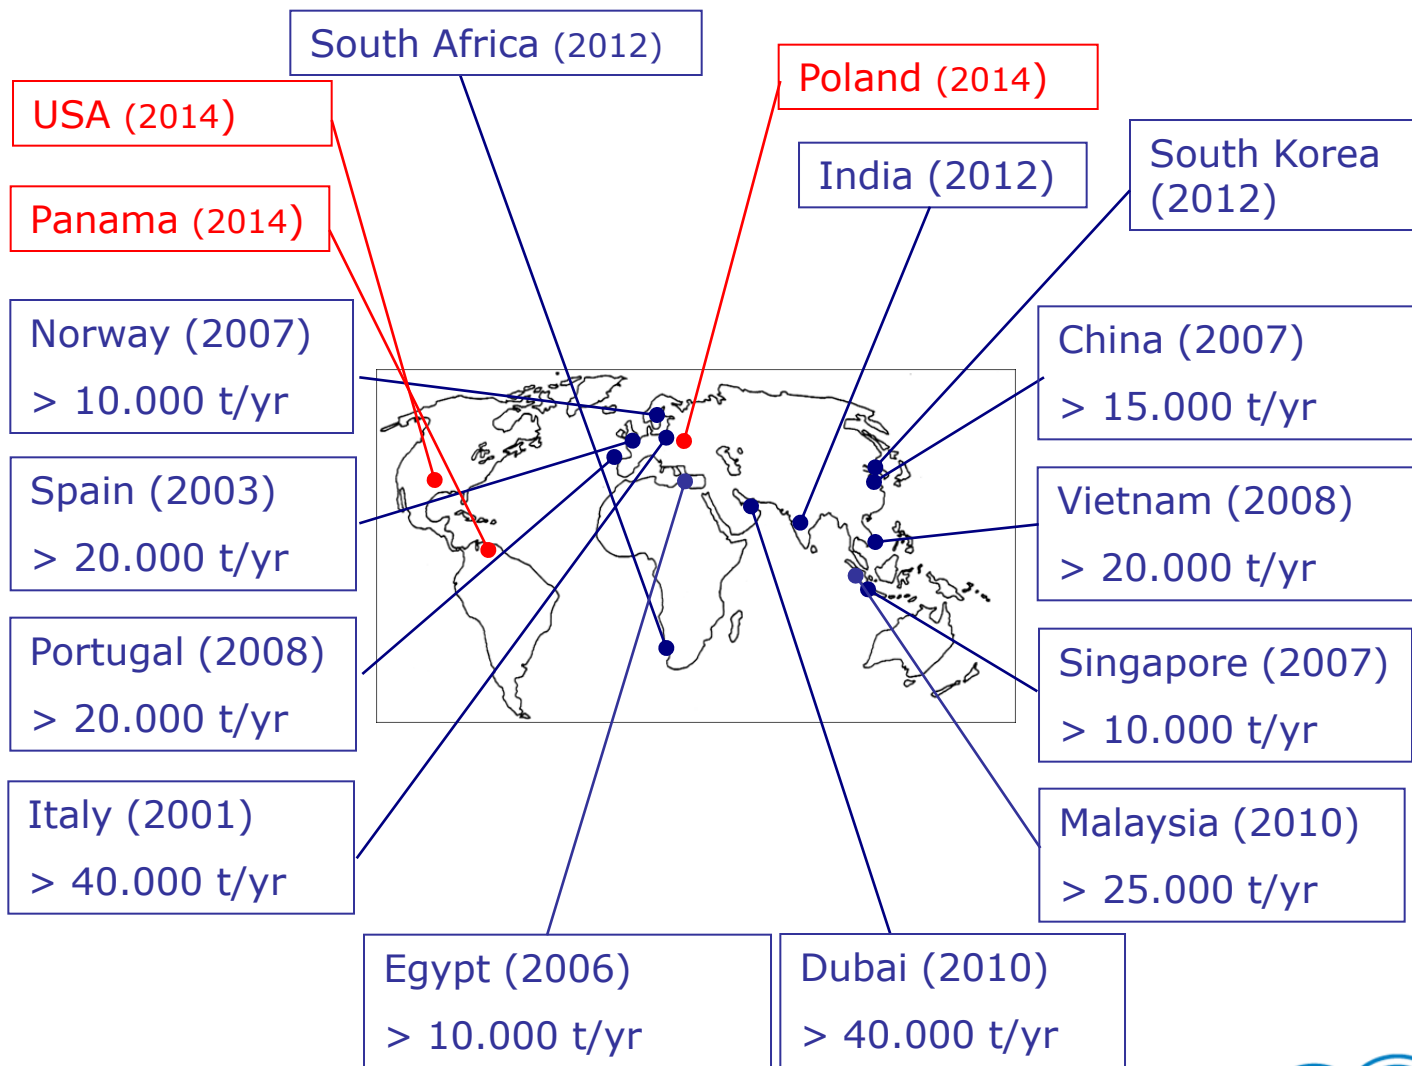 South Africa (2012)
Poland (2014)
USA (2014)
South Korea
(2012)
India (2012)
Panama (2014)
Norway (2007)
> 10.000 t/yr
China (2007)
> 15.000 t/yr
Spain (2003)
> 20.000 t/yr
Vietnam (2008)
> 20.000 t/yr
Portugal (2008)
> 20.000 t/yr
Singapore (2007)
> 10.000 t/yr
Italy (2001)
> 40.000 t/yr
Malaysia (2010)
> 25.000 t/yr
Egypt (2006)
> 10.000 t/yr
Dubai (2010)
> 40.000 t/yr